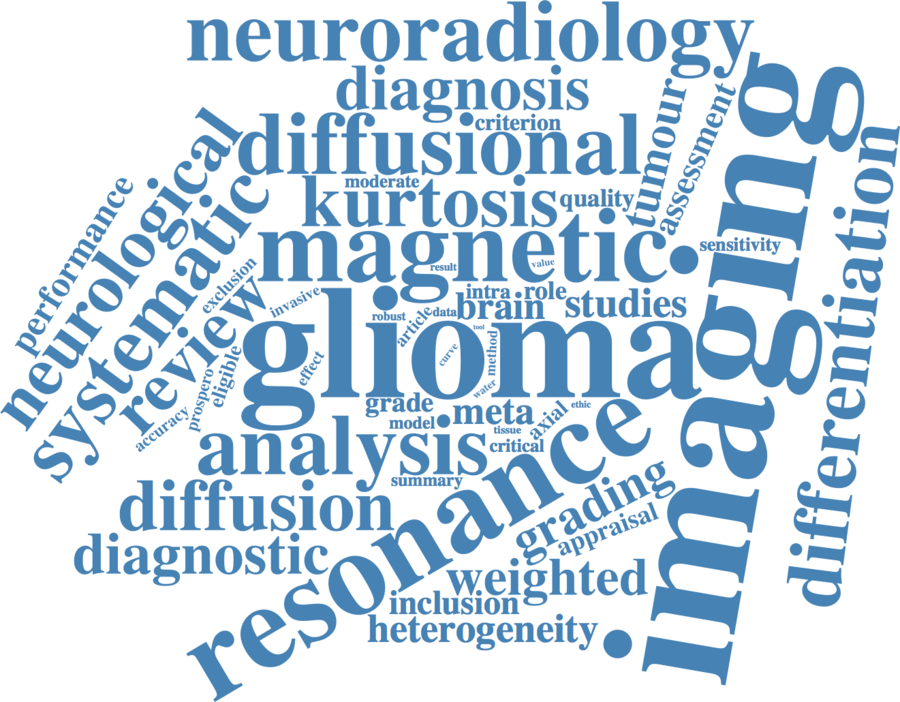 neuroradiology
diagnosis
criterion
diffusional
moderate
kurtosis
quality
tumour
assessment
imaging
differentiation
performance
neurological
systematic
review
exclusion
invasive
magnetic
sensitivity
result
value
intra
role
brain
studies
robust
article
data
tool
glioma
curve
method
water
effect
eligible
prospero
accuracy
grade
meta
axial
ethic
model
tissue
critical
analysis
summary
resonance
diffusion
grading
appraisal
diagnostic
weighted
inclusion
heterogeneity